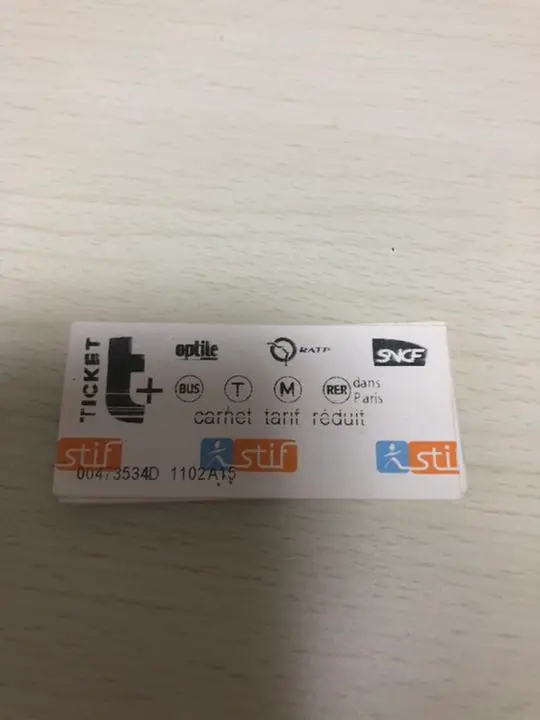 TICKET t+
optile RATP SNCF
BUS T M RER dans Paris
carnet tarif réduit
stif stif sti
00473534D 1102A15